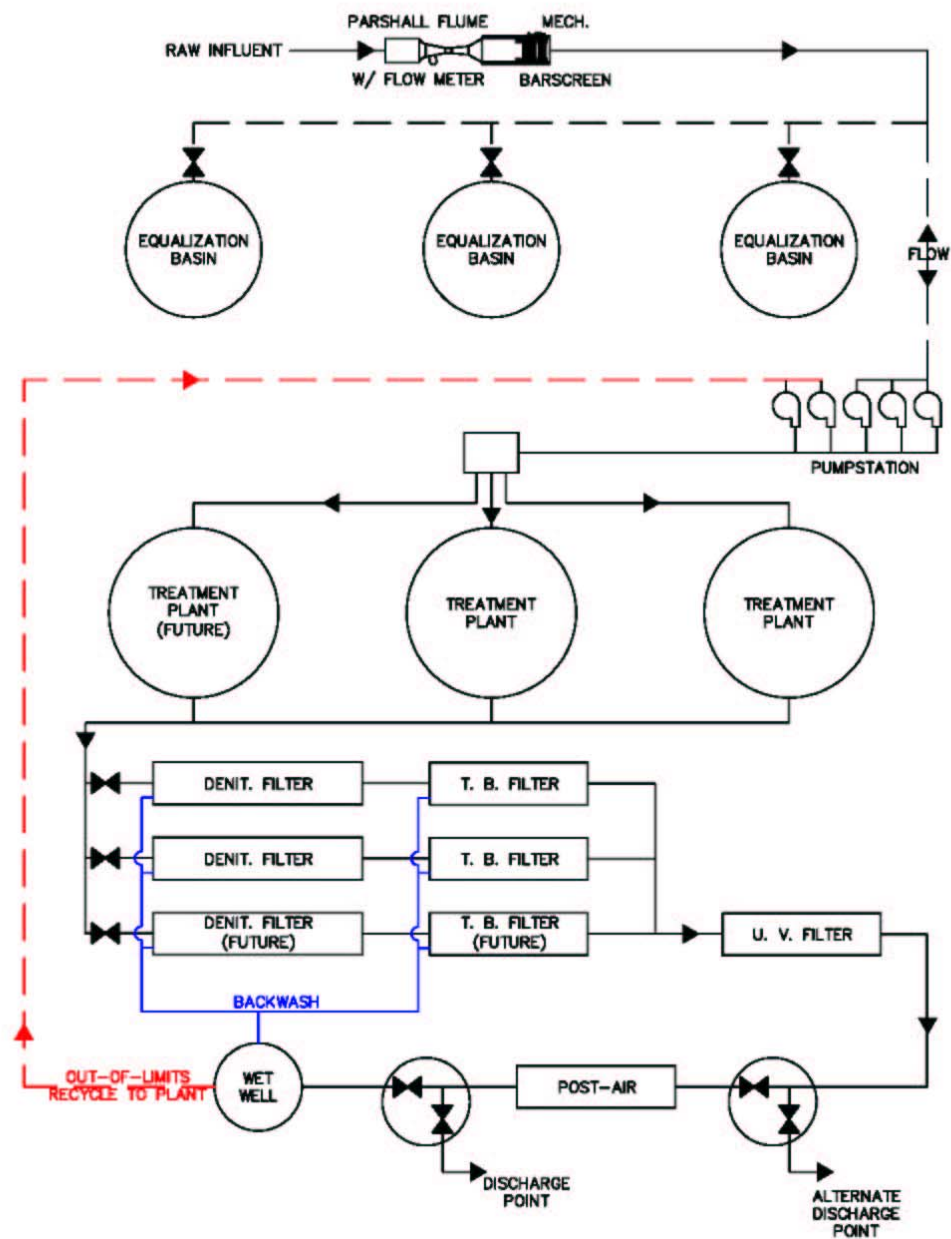 PARSHALL FLUME
MECH.
RAW INFLUENT
W/ FLOW METER
BARSCREEN
EQUALIZATION
BASIN
EQUALIZATION
BASIN
EQUALIZATION
BASIN
FLOW
PUMPSTATION
TREATMENT
PLANT
(FUTURE)
TREATMENT
PLANT
TREATMENT
PLANT
DENIT. FILTER
T. B. FILTER
DENIT. FILTER
T. B. FILTER
DENIT. FILTER
(FUTURE)
T. B. FILTER
(FUTURE)
U. V. FILTER
BACKWASH
OUT-OF-LIMITS
RECYCLE TO PLANT
WET
WELL
POST-AIR
DISCHARGE
POINT
ALTERNATE
DISCHARGE
POINT